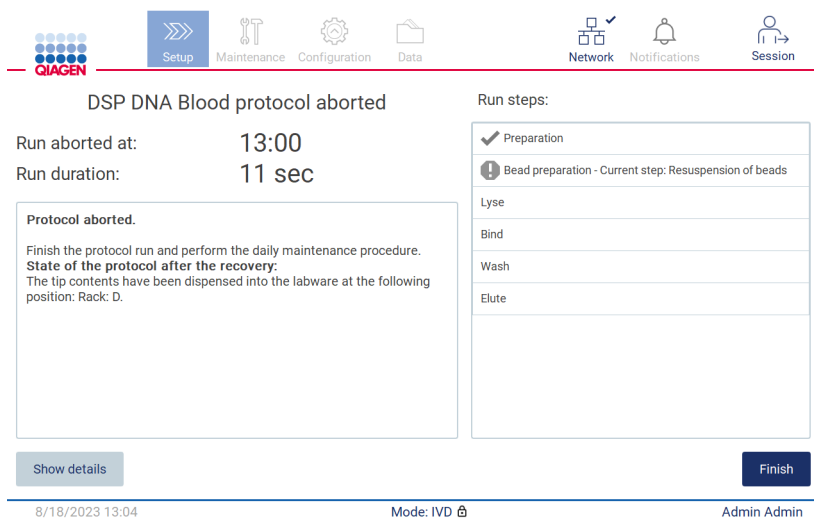 QIAGEN
Setup
Maintenance
Configuration
Data
Network
Notifications
Session
DSP DNA Blood protocol aborted
Run aborted at: 13:00
Run duration: 11 sec
Protocol aborted.
Finish the protocol run and perform the daily maintenance procedure.
State of the protocol after the recovery:
The tip contents have been dispensed into the labware at the following
position: Rack: D.
Run steps:
Preparation
Bead preparation - Current step: Resuspension of beads
Lyse
Bind
Wash
Elute
Show details
Finish
8/18/2023 13:04
Mode: IVD
Admin Admin